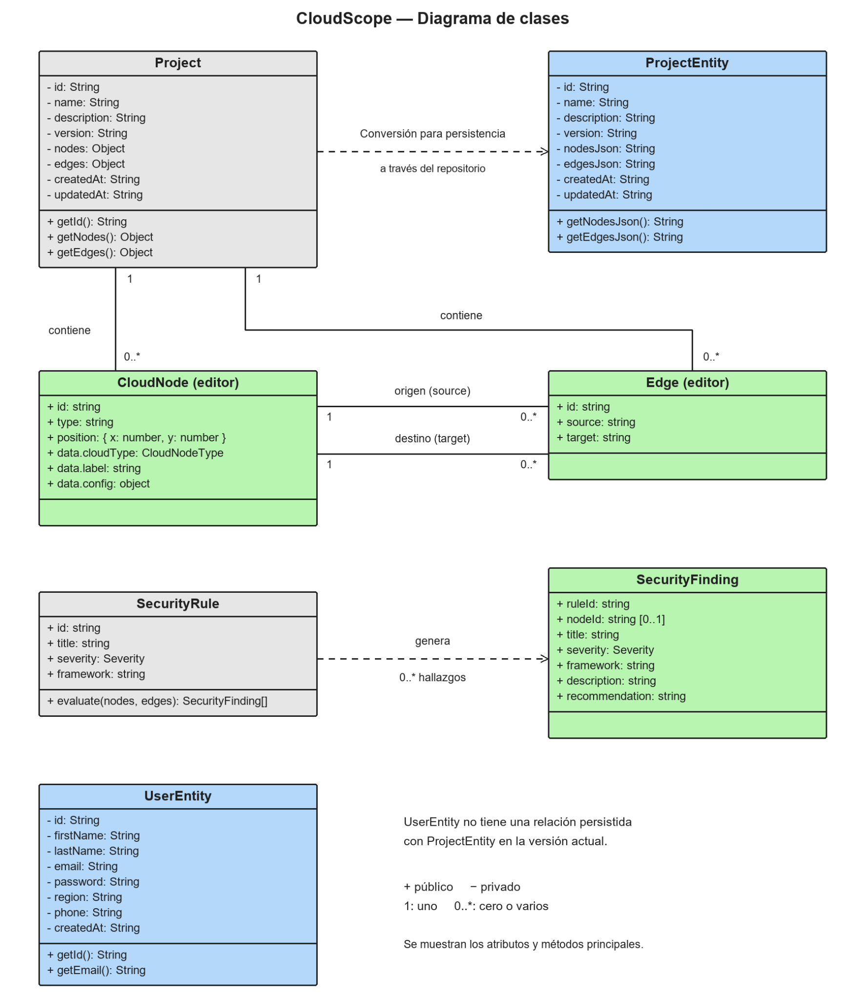 CloudScope — Diagrama de clases
Project
- id: String
- name: String
- description: String
- version: String
- nodes: Object
- edges: Object
- createdAt: String
- updatedAt: String
+ getId(): String
+ getNodes(): Object
+ getEdges(): Object
Conversión para persistencia
a través del repositorio
ProjectEntity
- id: String
- name: String
- description: String
- version: String
- nodesJson: String
- edgesJson: String
- createdAt: String
- updatedAt: String
+ getNodesJson(): String
+ getEdgesJson(): String
1
1
contiene
contiene
0..*
0..*
CloudNode (editor)
+ id: string
+ type: string
+ position: { x: number, y: number }
+ data.cloudType: CloudNodeType
+ data.label: string
+ data.config: object
origen (source)
1
0..*
destino (target)
1
0..*
Edge (editor)
+ id: string
+ source: string
+ target: string
SecurityRule
+ id: string
+ title: string
+ severity: Severity
+ framework: string
+ evaluate(nodes, edges): SecurityFinding[]
genera
0..* hallazgos
SecurityFinding
+ ruleId: string
+ nodeId: string [0..1]
+ title: string
+ severity: Severity
+ framework: string
+ description: string
+ recommendation: string
UserEntity
- id: String
- firstName: String
- lastName: String
- email: String
- password: String
- region: String
- phone: String
- createdAt: String
+ getId(): String
+ getEmail(): String
UserEntity no tiene una relación persistida
con ProjectEntity en la versión actual.
+ público − privado
1: uno 0..*: cero o varios
Se muestran los atributos y métodos principales.